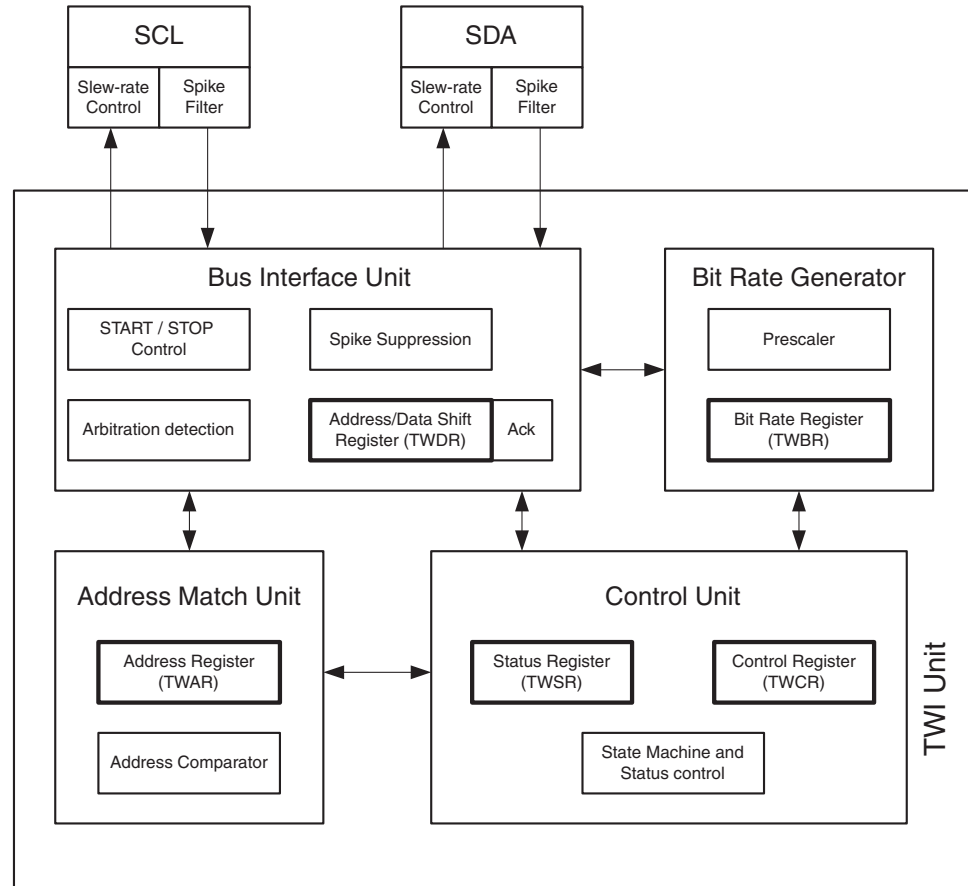 SCL
SDA
Slew-rate
Control
Spike
Filter
Slew-rate
Control
Spike
Filter
Bus Interface Unit
Bit Rate Generator
START / STOP
Control
Spike Suppression
Prescaler
Arbitration detection
Address/Data Shift
Register (TWDR)
Ack
Bit Rate Register
(TWBR)
Address Match Unit
Control Unit
Address Register
(TWAR)
Status Register
(TWSR)
Control Register
(TWCR)
Address Comparator
State Machine and
Status control
TWI Unit